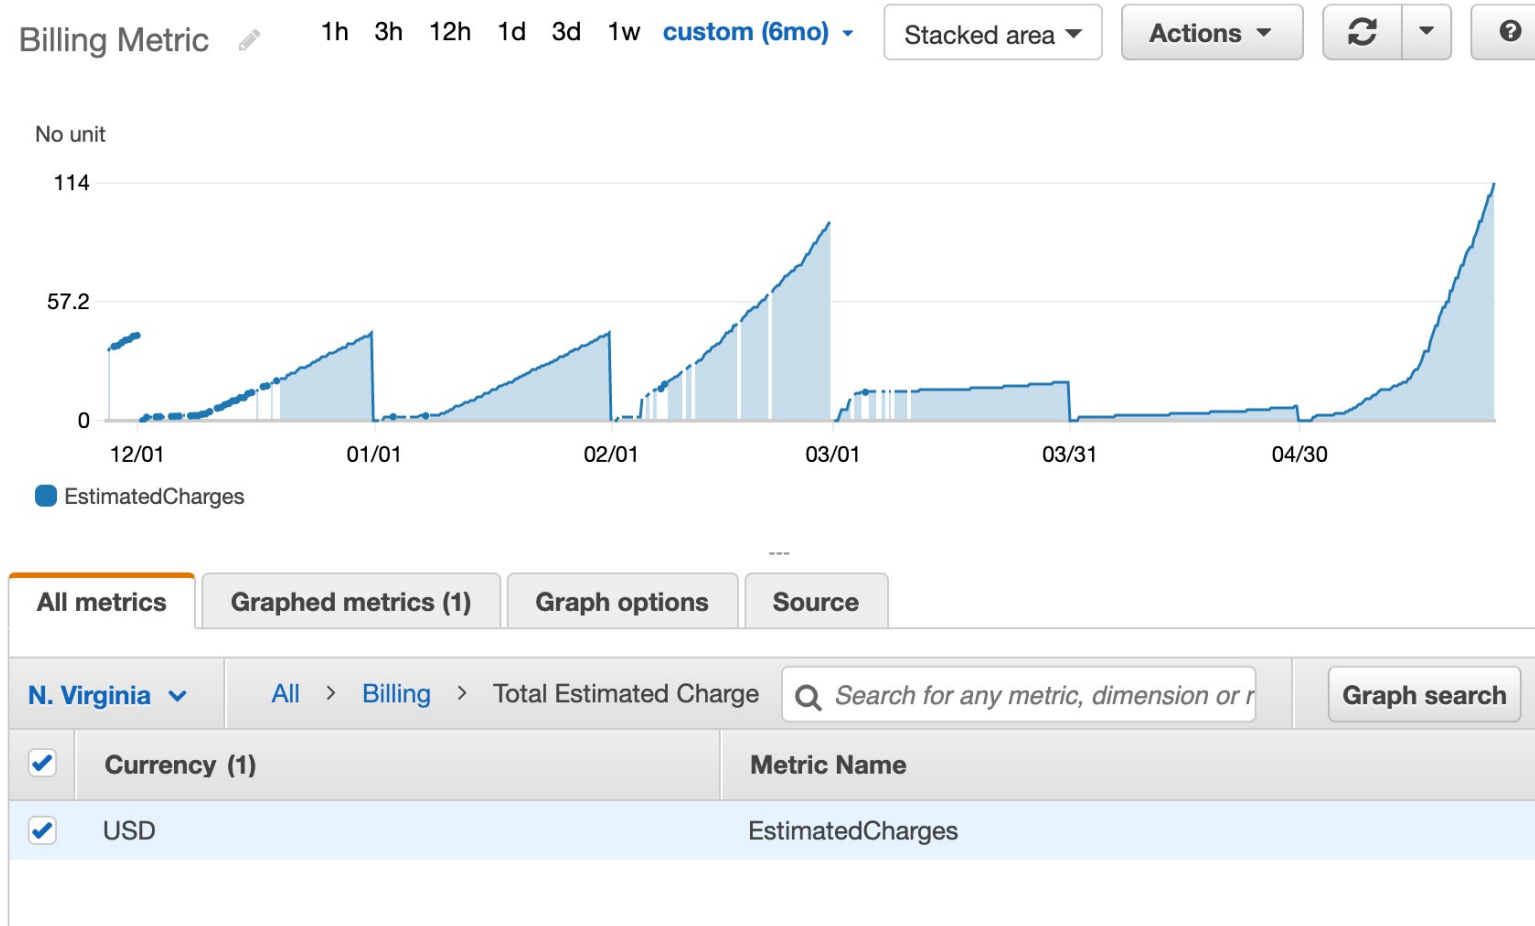 Billing Metric 1h 3h 12h 1d 3d 1w custom (6mo) Stacked area Actions
No unit
114
57.2
0
12/01 01/01 02/01 03/01 03/31 04/30
EstimatedCharges
All metrics Graphed metrics (1) Graph options Source
N. Virginia All > Billing > Total Estimated Charge Search for any metric, dimension or r Graph search
Currency (1) Metric Name
USD EstimatedCharges